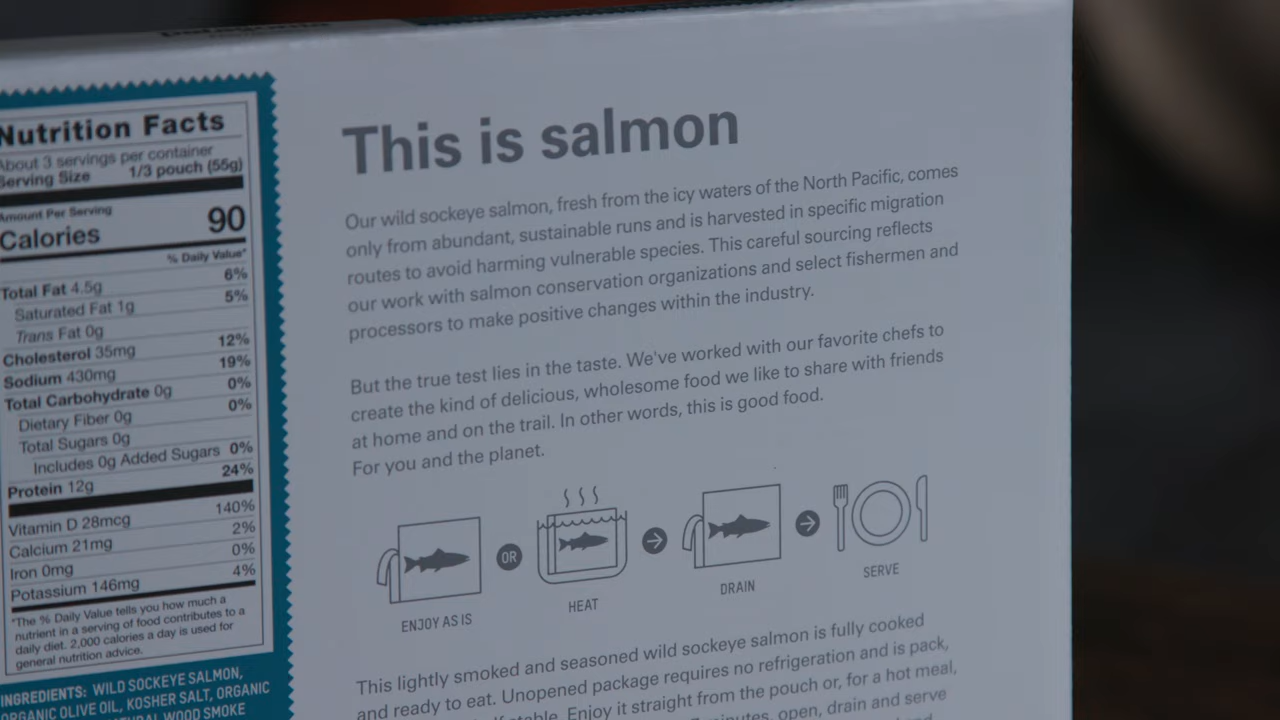 Nutrition Facts
About 3 servings per container
Serving Size 1/3 pouch (55g)
Amount Per Serving
Calories 90
% Daily Value*
Total Fat 4.5g 6%
Saturated Fat 1g 5%
Trans Fat 0g
Cholesterol 35mg 12%
Sodium 430mg 19%
Total Carbohydrate 0g 0%
Dietary Fiber 0g 0%
Total Sugars 0g
Includes 0g Added Sugars 0%
Protein 12g 24%
Vitamin D 28mcg 140%
Calcium 21mg 2%
Iron 0mg 0%
Potassium 146mg 4%
*The % Daily Value tells you how much a
nutrient in a serving of food contributes to a
daily diet. 2,000 calories a day is used for
general nutrition advice.
INGREDIENTS: WILD SOCKEYE SALMON,
ORGANIC OLIVE OIL, KOSHER SALT, ORGANIC
WOOD SMOKE
This is salmon
Our wild sockeye salmon, fresh from the icy waters of the North Pacific, comes
only from abundant, sustainable runs and is harvested in specific migration
routes to avoid harming vulnerable species. This careful sourcing reflects
our work with salmon conservation organizations and select fishermen and
processors to make positive changes within the industry.
But the true test lies in the taste. We've worked with our favorite chefs to
create the kind of delicious, wholesome food we like to share with friends
at home and on the trail. In other words, this is good food.
For you and the planet.
ENJOY AS IS
OR
HEAT
DRAIN
SERVE
This lightly smoked and seasoned wild sockeye salmon is fully cooked
and ready to eat. Unopened package requires no refrigeration and is pack,
Enjoy it straight from the pouch or, for a hot meal,
open, drain and serve